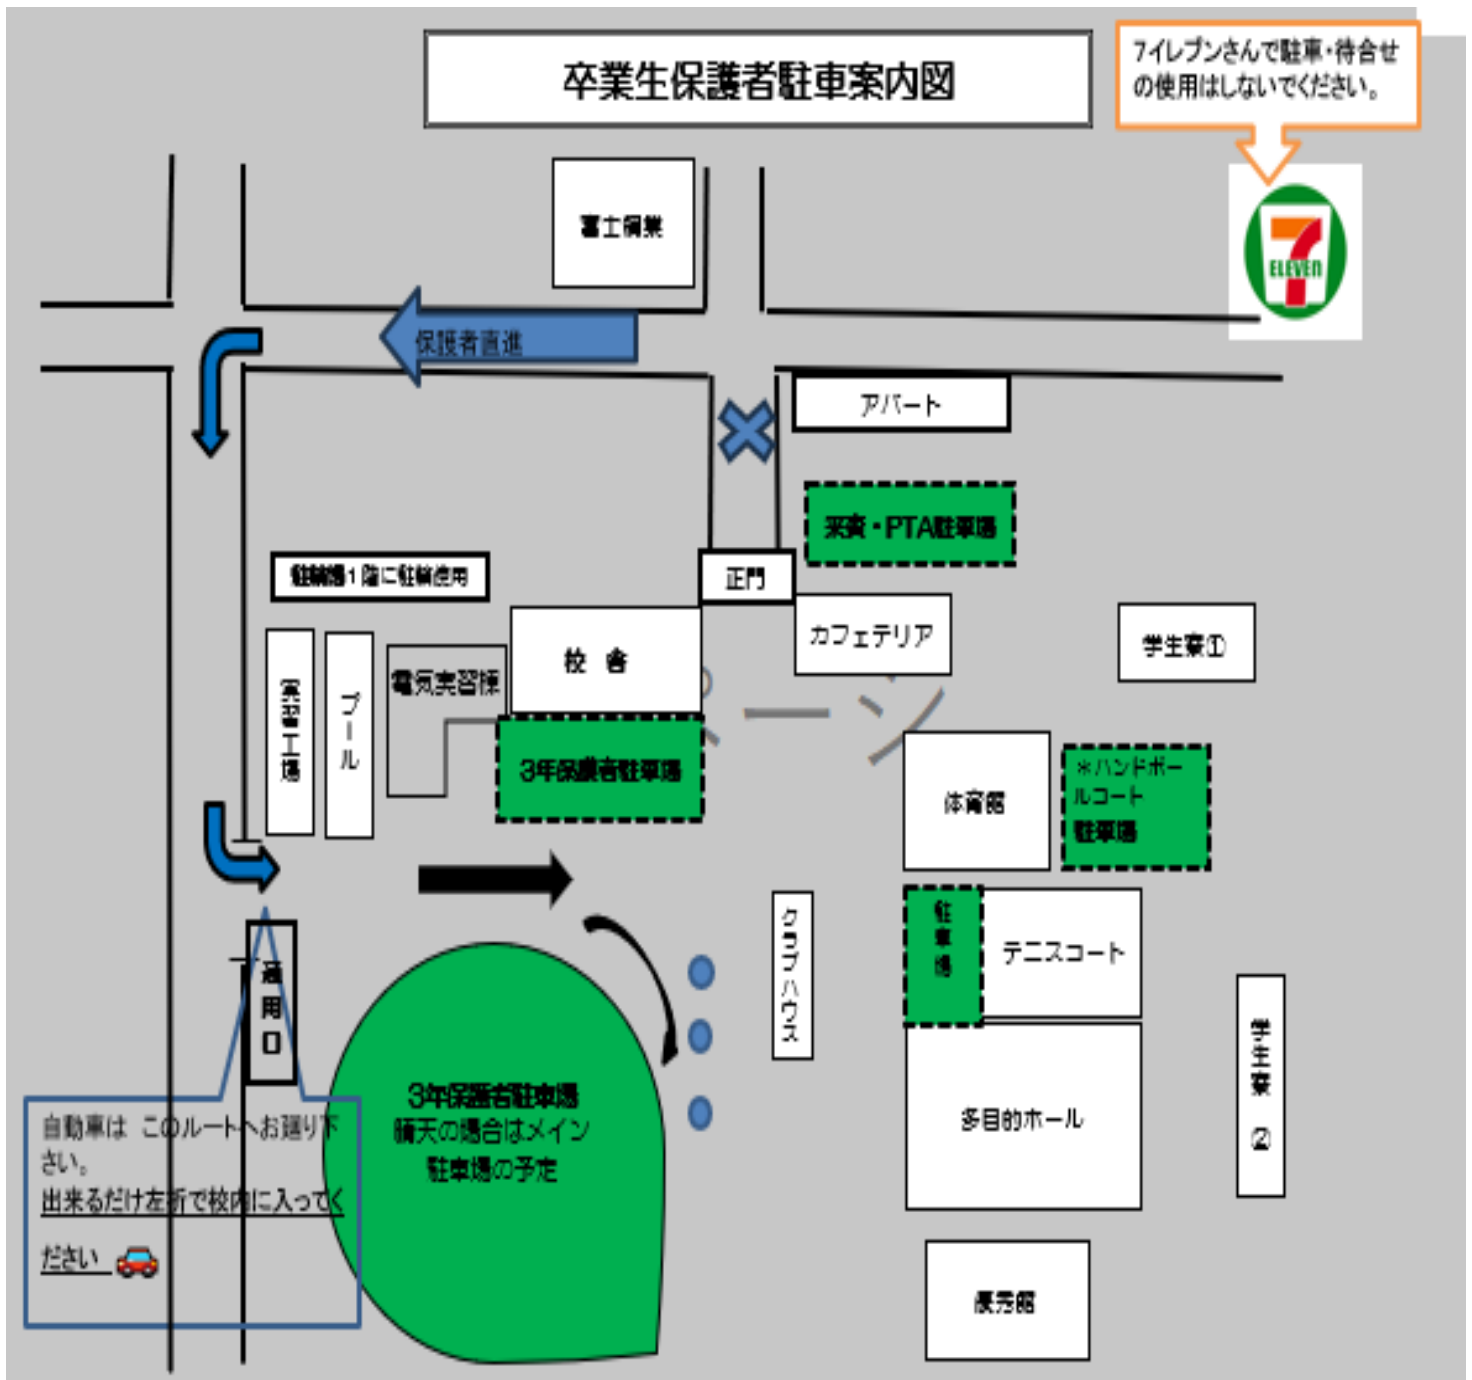 卒業生保護者駐車案内図
7イレブンさんで駐車・待合せ
の使用はしないでください。
7
ELEVEN
富士綱業
保護者直進
アパート
来賓・PTA駐車場
正門
駐輪場1階に駐輪使用
カフェテリア
学生寮①
校 舎
電気実習棟
実習工場
プール
ページ
3年保護者駐車場
体育館
＊ハンドボー
ルコート
駐車場
駐車場
テニスコート
クラブハウス
通用口
学生寮 ②
3年保護者駐車場
晴天の場合はメイン
駐車場の予定
多目的ホール
自動車は このルートへお廻り下
さい。
出来るだけ左折で校内に入ってく
ださい
優秀館